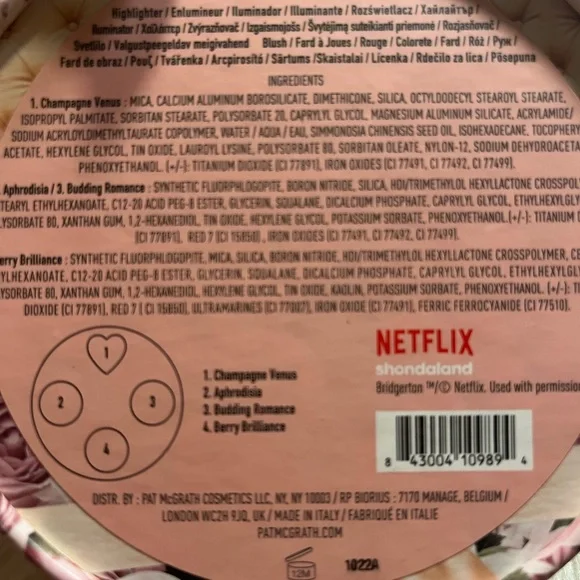 Highlighter / Enlumineur / Iluminador / Illuminante / Rozświetlacz / Хайлайтър /
Iluminator / Χαϊλάιτερ / Zvýrazňovač / Izgaismojošs / Švytėjimą suteikianti priemonė / Rozjasňovač /
Svetlilo / Valgustpeegeldav meigivahend Blush / Fard à Joues / Rouge / Colorete / Fard / Róż / Руж /
Fard de obraz / Ρουζ / Tvářenka / Arcpirosító / Sārtums / Skaistalai / Lícenka / Rdečilo za lica / Põsepuna
INGREDIENTS
1. Champagne Venus : MICA, CALCIUM ALUMINUM BOROSILICATE, DIMETHICONE, SILICA, OCTYLDODECYL STEAROYL STEARATE,
ISOPROPYL PALMITATE, SORBITAN STEARATE, POLYSORBATE 20, CAPRYLYL GLYCOL, MAGNESIUM ALUMINUM SILICATE, ACRYLAMIDE/
SODIUM ACRYLOYLDIMETHYLTAURATE COPOLYMER, WATER / AQUA / EAU, SIMMONDSIA CHINENSIS SEED OIL, ISOHEXADECANE, TOCOPHERY
ACETATE, HEXYLENE GLYCOL, TIN OXIDE, LAUROYL LYSINE, POLYSORBATE 80, SORBITAN OLEATE, NYLON-12, SODIUM DEHYDROACETA
PHENOXYETHANOL. (+/-): TITANIUM DIOXIDE (CI 77891), IRON OXIDES (CI 77491, CI 77492, CI 77499).
Aphrodisia / 3. Budding Romance : SYNTHETIC FLUORPHLOGOPITE, BORON NITRIDE, SILICA, HDI/TRIMETHYLOL HEXYLLACTONE CROSSPOL
TEARYL ETHYLHEXANOATE, C12-20 ACID PEG-8 ESTER, GLYCERIN, SQUALANE, DICALCIUM PHOSPHATE, CAPRYLYL GLYCOL, ETHYLHEXYLGLY
LYSORBATE 80, XANTHAN GUM, 1,2-HEXANEDIOL, TIN OXIDE, HEXYLENE GLYCOL, POTASSIUM SORBATE, PHENOXYETHANOL. (+/-): TITANIUM
(CI 77891), RED 7 (CI 15850), IRON OXIDES (CI 77491, CI 77492, CI 77499).
erry Brilliance : SYNTHETIC FLUORPHLOGOPITE, MICA, SILICA, BORON NITRIDE, HDI/TRIMETHYLOL HEXYLLACTONE CROSSPOLYMER, CE
YLHEXANOATE, C12-20 ACID PEG-8 ESTER, GLYCERIN, SQUALANE, DICALCIUM PHOSPHATE, CAPRYLYL GLYCOL, ETHYLHEXYLGL
YSORBATE 80, XANTHAN GUM, 1,2-HEXANEDIOL, HEXYLENE GLYCOL, TIN OXIDE, KAOLIN, POTASSIUM SORBATE, PHENOXYETHANOL. (+/-): TI
DIOXIDE (CI 77891), RED 7 (CI 15850), ULTRAMARINES (CI 77007), IRON OXIDE (CI 77491), FERRIC FERROCYANIDE (CI 77510).
1
2
3
4
1. Champagne Venus
2. Aphrodisia
3. Budding Romance
4. Berry Brilliance
NETFLIX
shondaland
Bridgerton ™/© Netflix. Used with permissio
8 43004 10989 4
DISTR. BY : PAT McGRATH COSMETICS LLC, NY, NY 10003 / RP BIORIUS : 7170 MANAGE, BELGIUM /
LONDON WC2H 9JQ, UK / MADE IN ITALY / FABRIQUÉ EN ITALIE
PATMCGRATH.COM
12M
1022A